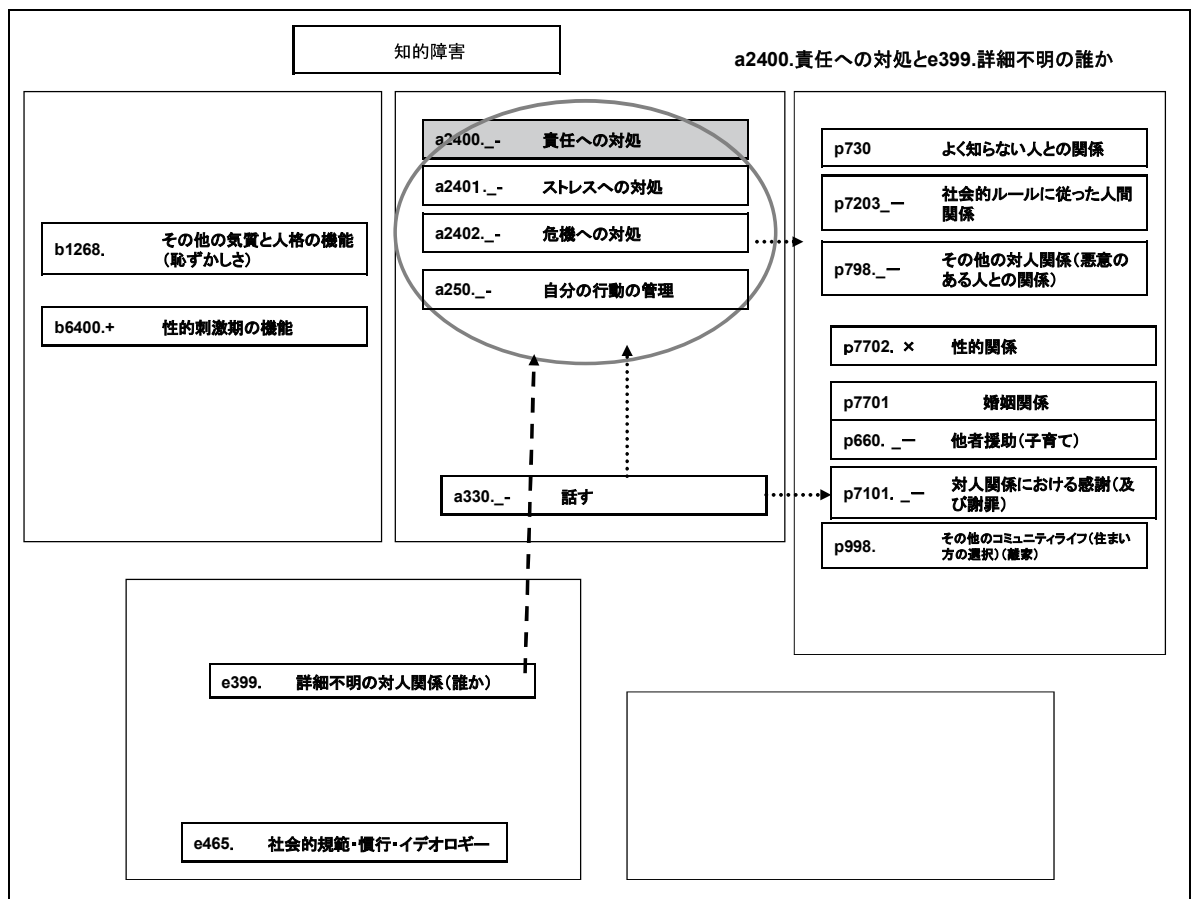 知的障害
a2400.責任への対処とe399.詳細不明の誰か
b1268. その他の気質と人格の機能
(恥ずかしさ)
b6400.+ 性的刺激期の機能
a2400._- 責任への対処
a2401._- ストレスへの対処
a2402._- 危機への対処
a250._- 自分の行動の管理
a330._- 話す
p730 よく知らない人との関係
p7203_ー 社会的ルールに従った人間
関係
p798._ー その他の対人関係(悪意の
ある人との関係)
p7702. × 性的関係
p7701 婚姻関係
p660. _ー 他者援助(子育て)
p7101. _ー 対人関係における感謝(及
び謝罪)
p998. その他のコミュニティライフ(住まい
方の選択)(離家)
e399. 詳細不明の対人関係(誰か)
e465. 社会的規範・慣行・イデオロギー